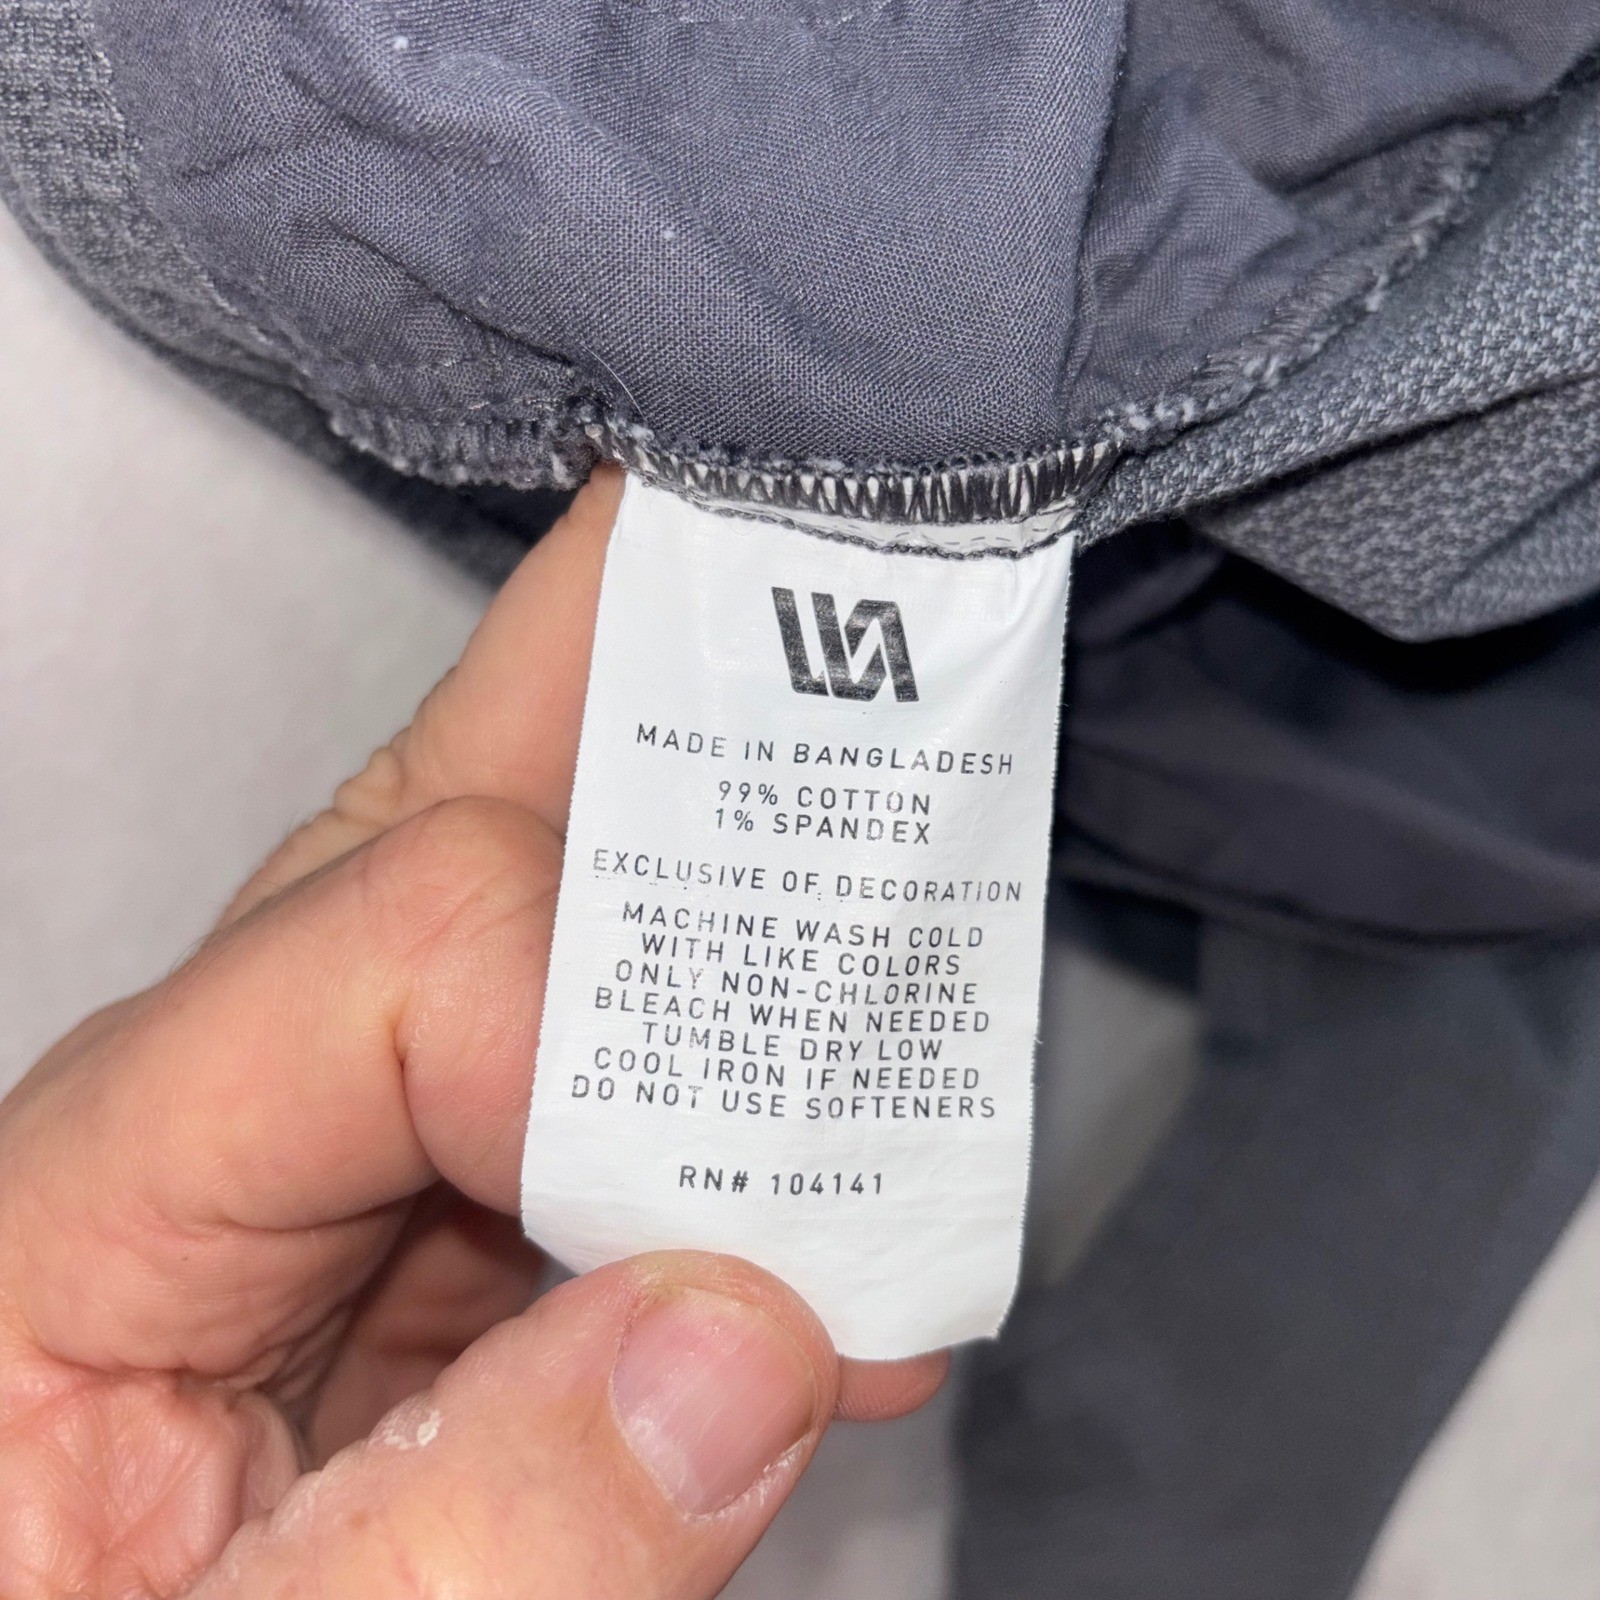 MADE IN BANGLADESH
99% COTTON
1% SPANDEX
EXCLUSIVE OF DECORATION
MACHINE WASH COLD
WITH LIKE COLORS
ONLY NON-CHLORINE
BLEACH WHEN NEEDED
TUMBLE DRY LOW
COOL IRON IF NEEDED
DO NOT USE SOFTENERS
RN# 104141